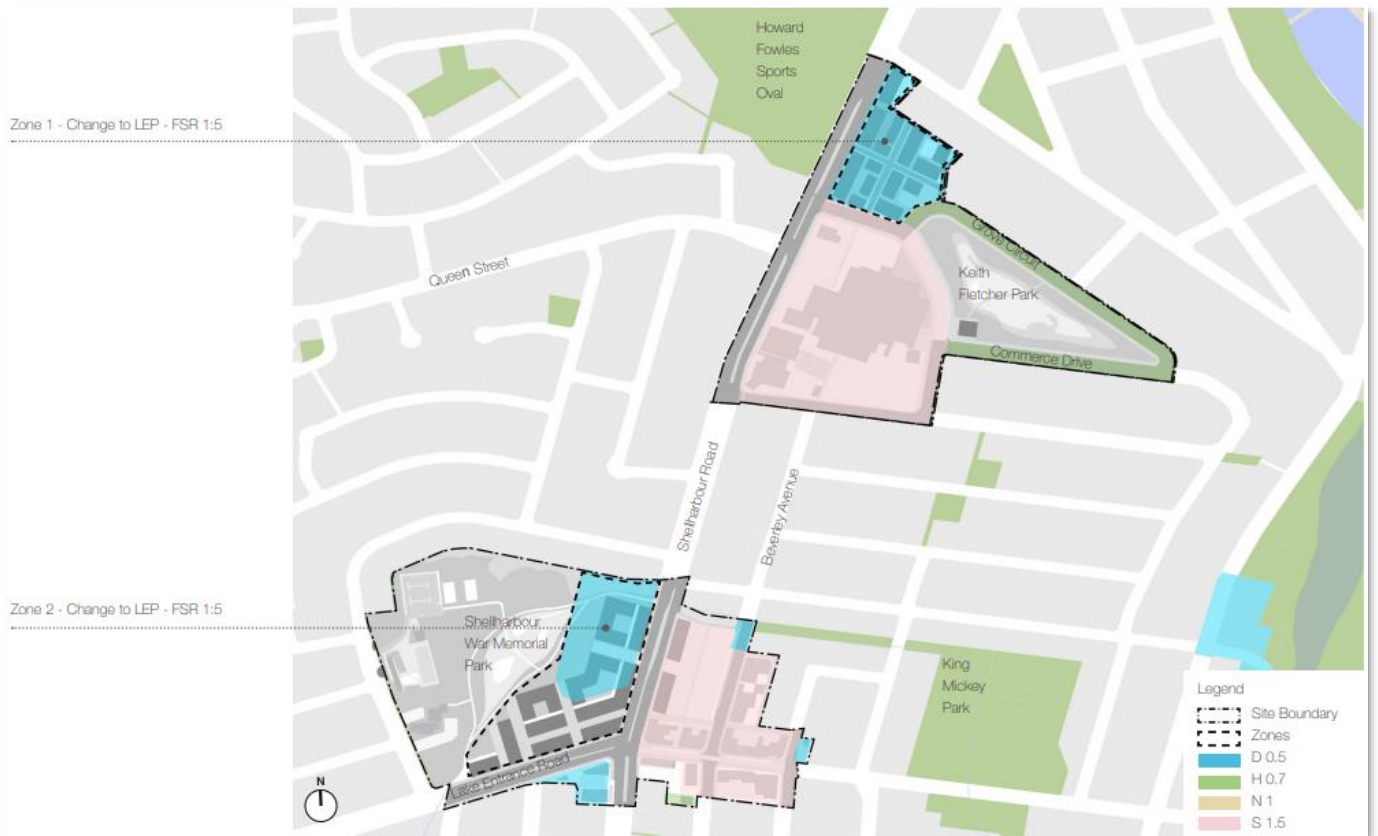 Howard
Fowles
Sports
Oval
Zone 1 - Change to LEP - FSR 1:5
Grove Circuit
Queen Street
Keith
Fletcher Park
Commerce Drive
Shellharbour Road
Beverley Avenue
Zone 2 - Change to LEP - FSR 1:5
Shellharbour
War Memorial
Park
King
Mickey
Park
Lake Entrance Road
N
Legend
Site Boundary
Zones
D 0.5
H 0.7
N 1
S 1.5